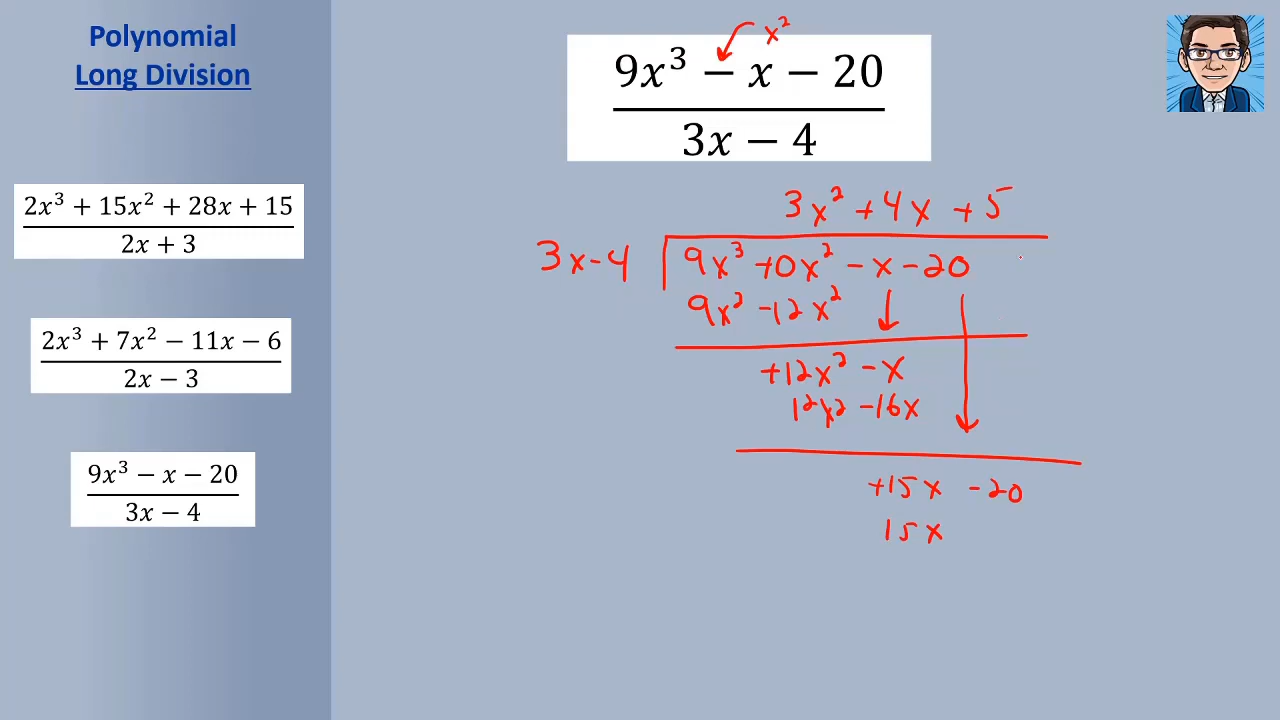 Polynomial
Long Division
2x³ + 15x² + 28x + 15
2x + 3
2x³ + 7x² − 11x − 6
2x − 3
9x³ − x − 20
3x − 4
x²
9x³ − x − 20
3x − 4
3x² + 4x + 5
3x-4 9x³ +0x² - x - 20
9x³ -12x²
+12x² - x
12x² -16x
+15x -20
15x